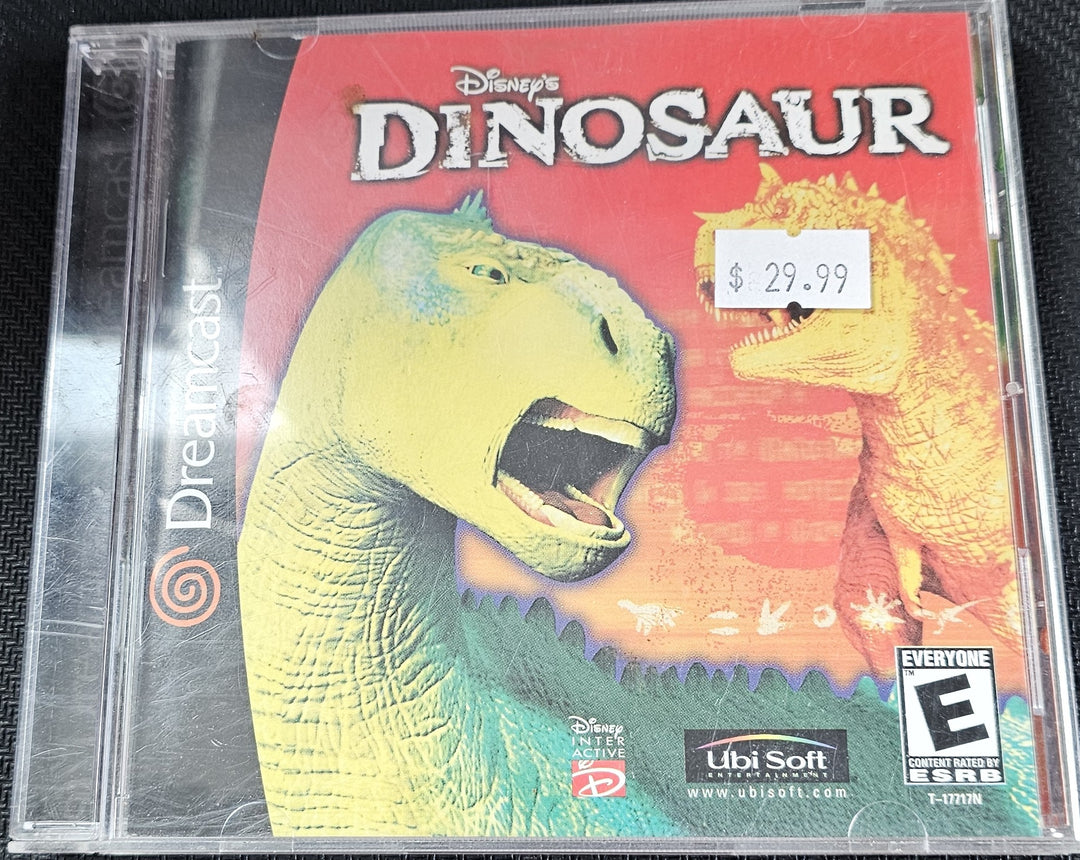 Disney's
DINOSAUR
$ 29.99
Dreamcast
EVERYONE
™
E
CONTENT RATED BY
ESRB
T-17717N
Disney
INTER
ACTIVE
D
Ubi Soft
ENTERTAINMENT
www.ubisoft.com